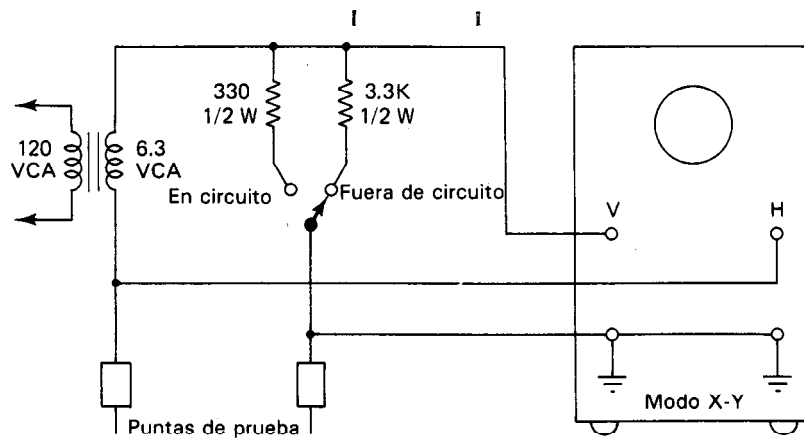 330
1/2 W
3.3K
1/2 W
120
VCA
6.3
VCA
En circuito
Fuera de circuito
V
H
Puntas de prueba
Modo X-Y